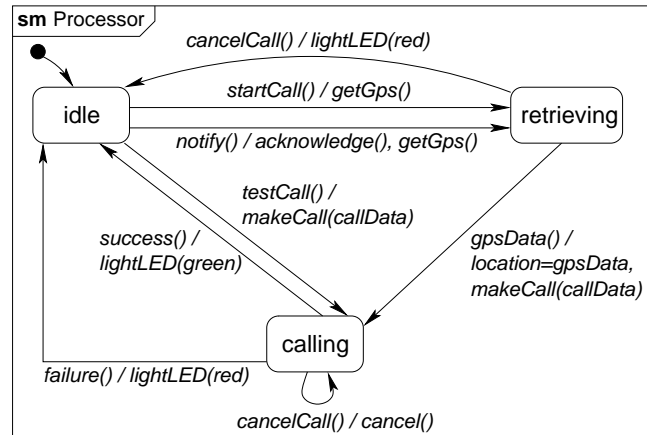 sm Processor
cancelCall() / lightLED(red)
startCall() / getGps()
idle
retrieving
notify() / acknowledge(), getGps()
testCall() /
makeCall(callData)
success() /
lightLED(green)
gpsData() /
location=gpsData,
makeCall(callData)
calling
failure() / lightLED(red)
cancelCall() / cancel()